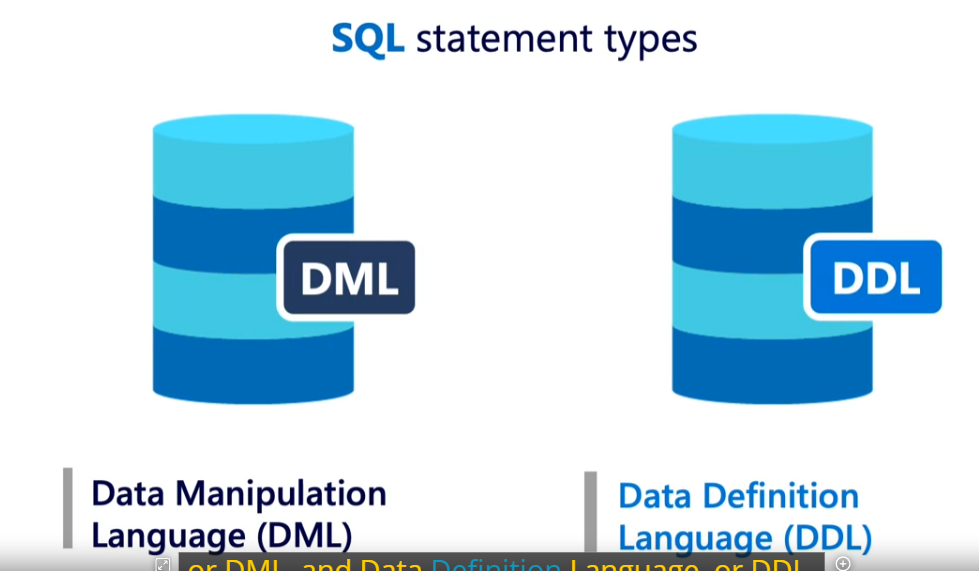 SQL statement types
DML
DDL
Data Manipulation
Language (DML)
Data Definition
Language (DDL)
or DML, and Data Definition Language, or DDL